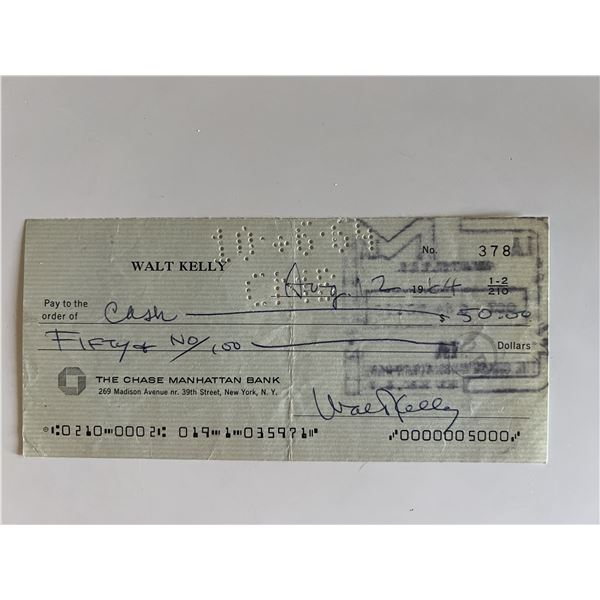 No. 378
WALT KELLY
Aug. 2 1964 1-2/210
Pay to the order of Cash $ 50.00
FIFTY & NO/100 Dollars
THE CHASE MANHATTAN BANK
269 Madison Avenue nr. 39th Street, New York, N. Y.
Walt Kelly
⑆0210⑉0002⑆ 019⑈1⑈035971⑈ ⑈0000005000⑈